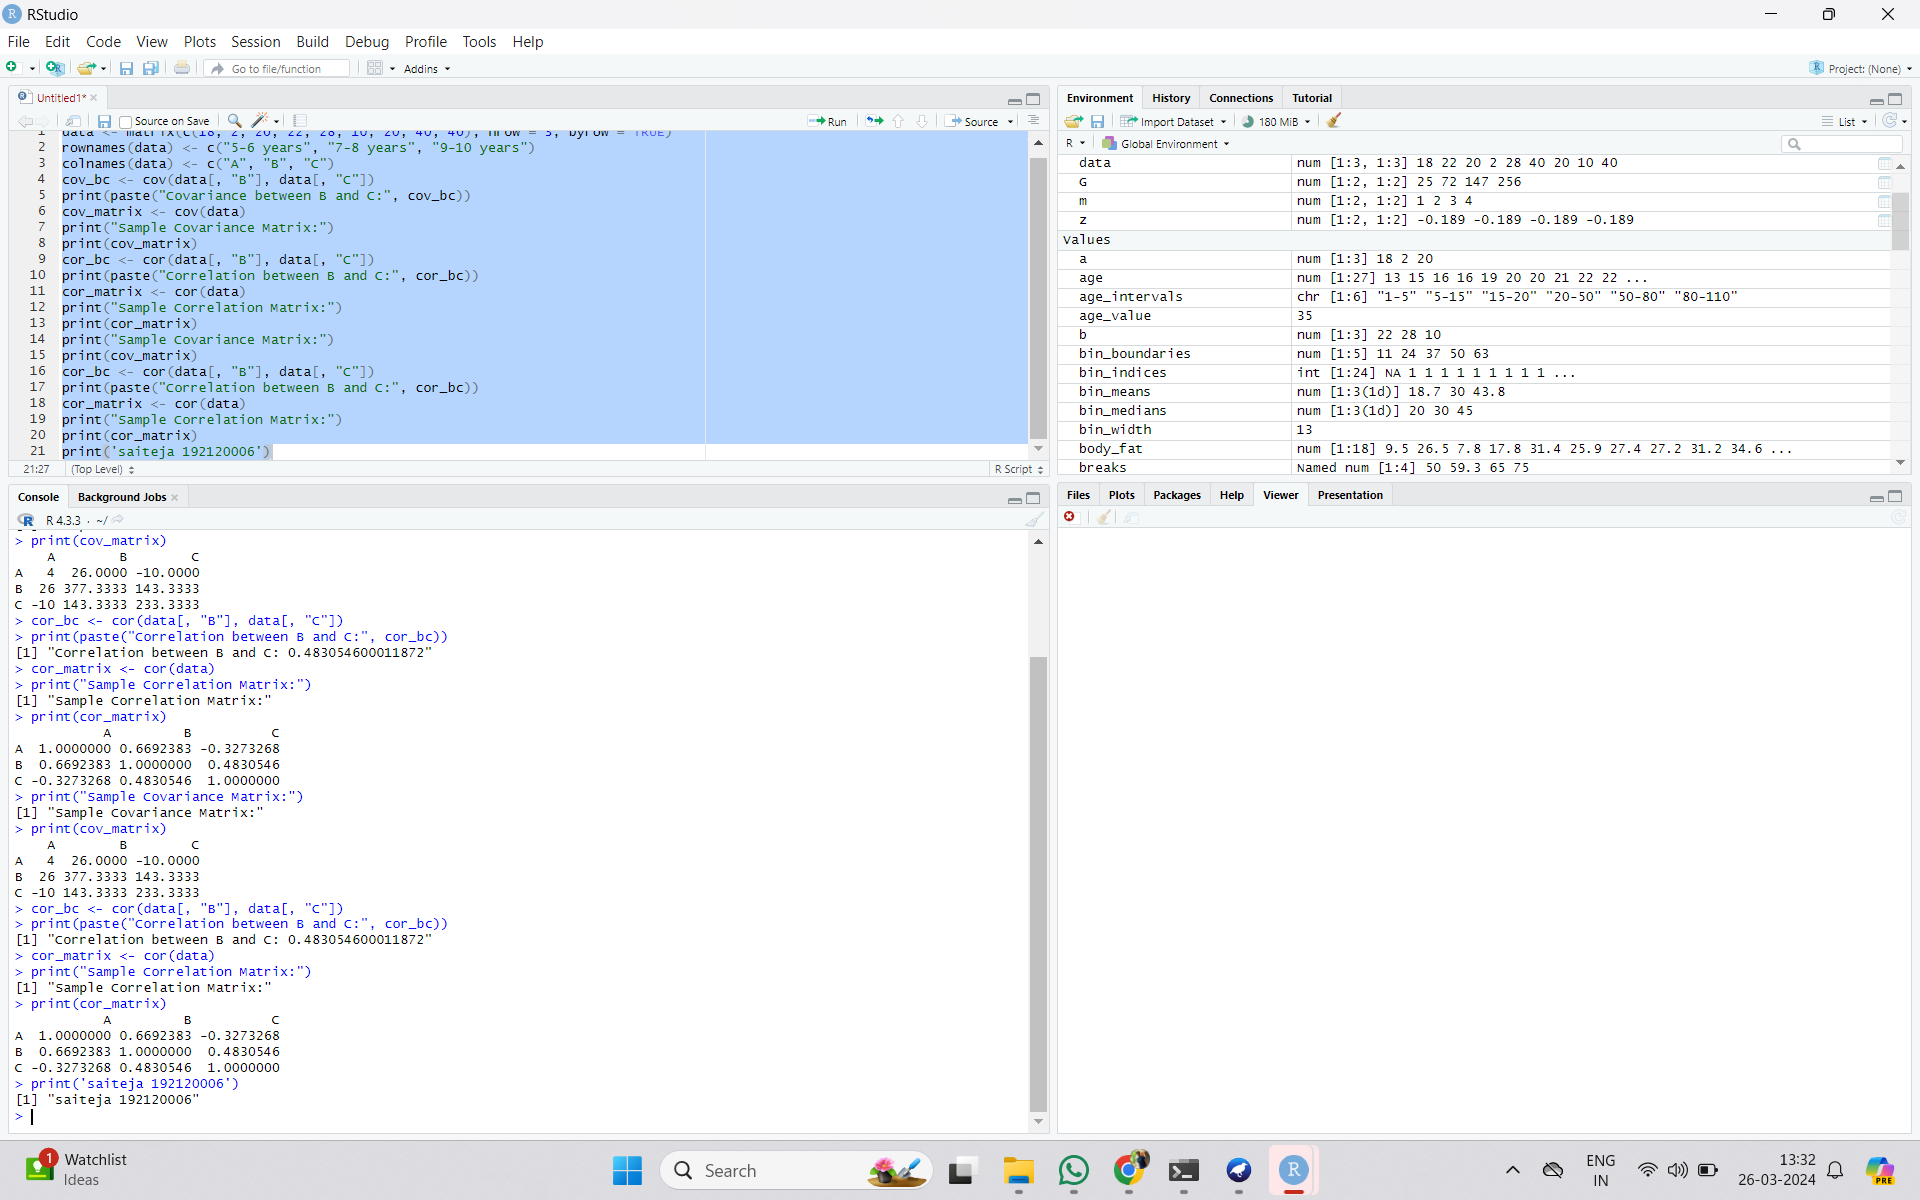 RStudio
File Edit Code View Plots Session Build Debug Profile Tools Help
Go to file/function Addins Project: (None)
Untitled1*
Source on Save Run Source
1 data <- matrix(c(18, 2, 20, 22, 28, 10, 20, 40, 40), nrow = 3, byrow = TRUE)
2 rownames(data) <- c("5-6 years", "7-8 years", "9-10 years")
3 colnames(data) <- c("A", "B", "C")
4 cov_bc <- cov(data[, "B"], data[, "C"])
5 print(paste("Covariance between B and C:", cov_bc))
6 cov_matrix <- cov(data)
7 print("Sample Covariance Matrix:")
8 print(cov_matrix)
9 cor_bc <- cor(data[, "B"], data[, "C"])
10 print(paste("Correlation between B and C:", cor_bc))
11 cor_matrix <- cor(data)
12 print("Sample Correlation Matrix:")
13 print(cor_matrix)
14 print("Sample Covariance Matrix:")
15 print(cov_matrix)
16 cor_bc <- cor(data[, "B"], data[, "C"])
17 print(paste("Correlation between B and C:", cor_bc))
18 cor_matrix <- cor(data)
19 print("Sample Correlation Matrix:")
20 print(cor_matrix)
21 print('saiteja 192120006')
21:27 (Top Level) R Script
Console Background Jobs
R 4.3.3 · ~/
> print(cov_matrix)
A B C
A 4 26.0000 -10.0000
B 26 377.3333 143.3333
C -10 143.3333 233.3333
> cor_bc <- cor(data[, "B"], data[, "C"])
> print(paste("Correlation between B and C:", cor_bc))
[1] "Correlation between B and C: 0.483054600011872"
> cor_matrix <- cor(data)
> print("Sample Correlation Matrix:")
[1] "Sample Correlation Matrix:"
> print(cor_matrix)
A B C
A 1.0000000 0.6692383 -0.3273268
B 0.6692383 1.0000000 0.4830546
C -0.3273268 0.4830546 1.0000000
> print("Sample Covariance Matrix:")
[1] "Sample Covariance Matrix:"
> print(cov_matrix)
A B C
A 4 26.0000 -10.0000
B 26 377.3333 143.3333
C -10 143.3333 233.3333
> cor_bc <- cor(data[, "B"], data[, "C"])
> print(paste("Correlation between B and C:", cor_bc))
[1] "Correlation between B and C: 0.483054600011872"
> cor_matrix <- cor(data)
> print("Sample Correlation Matrix:")
[1] "Sample Correlation Matrix:"
> print(cor_matrix)
A B C
A 1.0000000 0.6692383 -0.3273268
B 0.6692383 1.0000000 0.4830546
C -0.3273268 0.4830546 1.0000000
> print('saiteja 192120006')
[1] "saiteja 192120006"
>
Environment History Connections Tutorial
Import Dataset 180 MiB List
R Global Environment
data num [1:3, 1:3] 18 22 20 2 28 40 20 10 40
G num [1:2, 1:2] 25 72 147 256
m num [1:2, 1:2] 1 2 3 4
z num [1:2, 1:2] -0.189 -0.189 -0.189 -0.189
Values
a num [1:3] 18 2 20
age num [1:27] 13 15 16 16 19 20 20 21 22 22 ...
age_intervals chr [1:6] "1-5" "5-15" "15-20" "20-50" "50-80" "80-110"
age_value 35
b num [1:3] 22 28 10
bin_boundaries num [1:5] 11 24 37 50 63
bin_indices int [1:24] NA 1 1 1 1 1 1 1 1 1 ...
bin_means num [1:3(1d)] 18.7 30 43.8
bin_medians num [1:3(1d)] 20 30 45
bin_width 13
body_fat num [1:18] 9.5 26.5 7.8 17.8 31.4 25.9 27.4 27.2 31.2 34.6 ...
breaks Named num [1:4] 50 59.3 65 75
Files Plots Packages Help Viewer Presentation
1 Watchlist
Ideas
Search
ENG
IN
13:32
26-03-2024
PRE